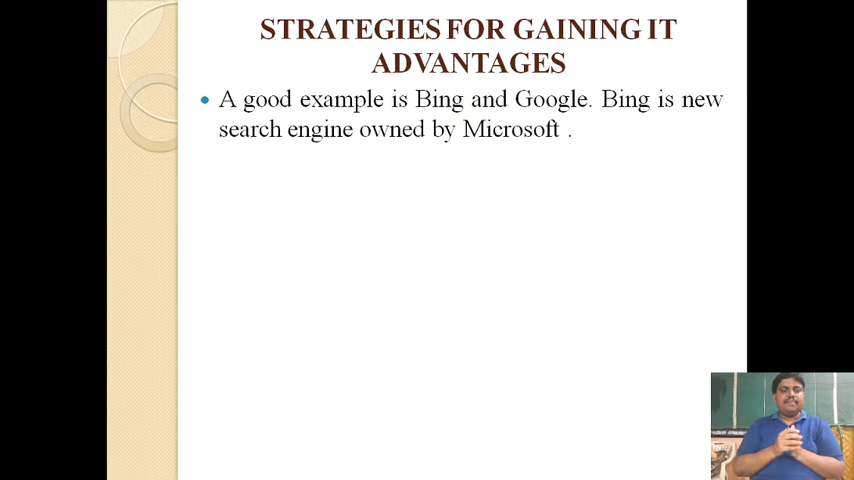 STRATEGIES FOR GAINING IT
ADVANTAGES
A good example is Bing and Google. Bing is new
search engine owned by Microsoft .